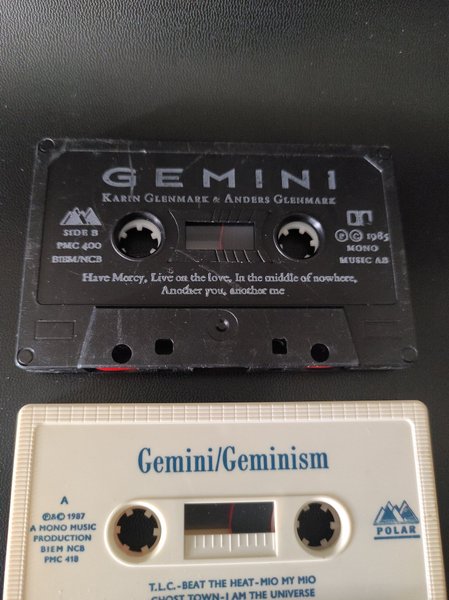 GEMINI
KARIN GLENMARK & ANDERS GLENMARK
SIDE B
PMC 400
BIEM/NCB
Ⓟ © 1985
MONO
MUSIC AB
Have Mercy, Live on the love, In the middle of nowhere,
Another you, another me
Gemini/Geminism
A
Ⓟ&© 1987
A MONO MUSIC
PRODUCTION
BIEM NCB
PMC 418
POLAR
T.L.C.-BEAT THE HEAT-MIO MY MIO
GHOST TOWN-I AM THE UNIVERSE